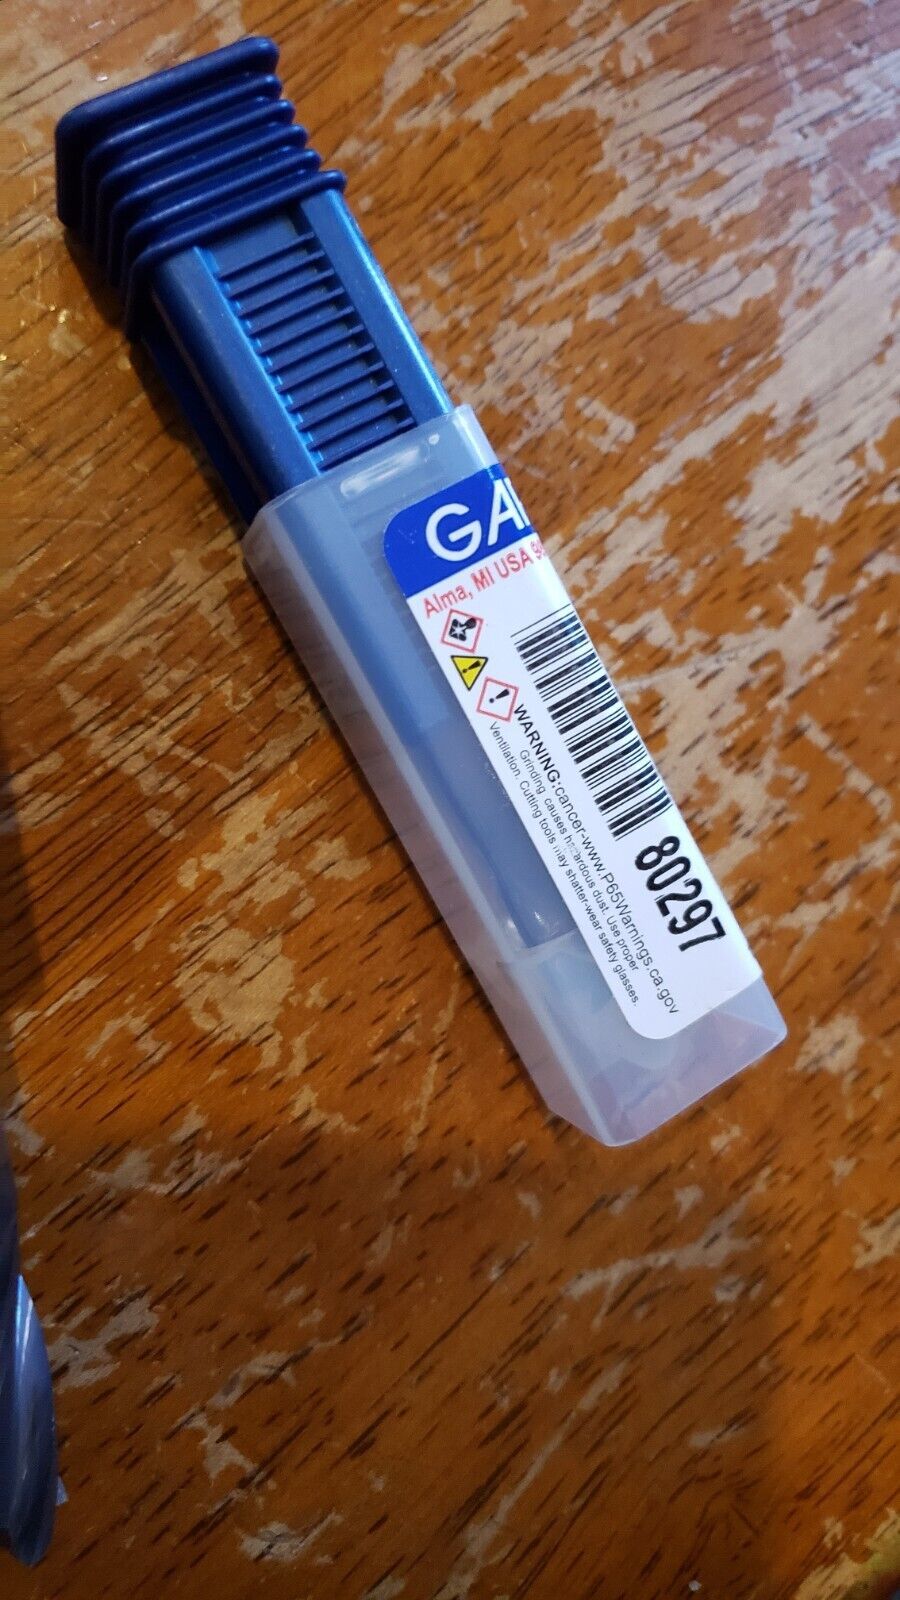 GA
Alma, MI USA
WARNING:cancer-www.P65Warnings.ca.gov
Grinding causes hazardous dust. Use proper
Ventilation. Cutting tools may shatter-wear safety glasses.
80297